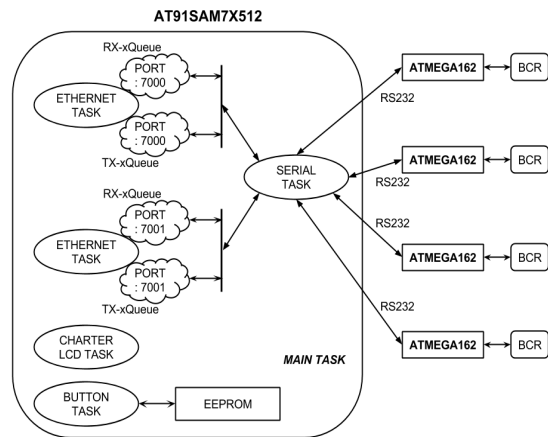 AT91SAM7X512
RX-xQueue
PORT
: 7000
ETHERNET
TASK
PORT
: 7000
TX-xQueue
RX-xQueue
PORT
: 7001
ETHERNET
TASK
PORT
: 7001
TX-xQueue
SERIAL
TASK
CHARTER
LCD TASK
MAIN TASK
BUTTON
TASK
EEPROM
ATMEGA162
BCR
RS232
ATMEGA162
BCR
RS232
RS232
ATMEGA162
BCR
RS232
ATMEGA162
BCR